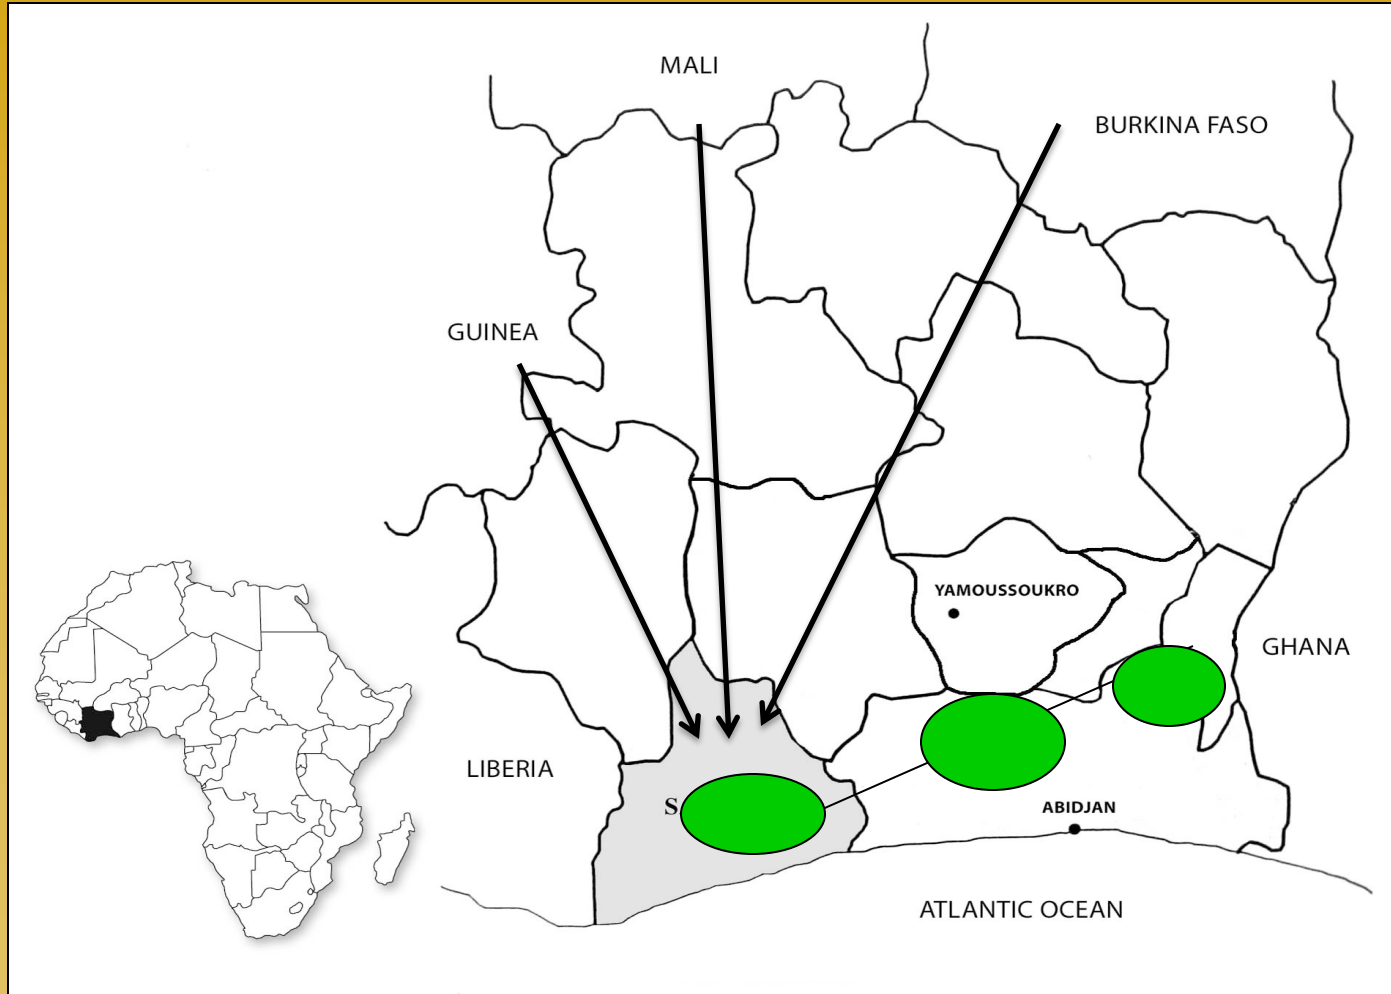 MALI
BURKINA FASO
GUINEA
YAMOUSSOUKRO
GHANA
LIBERIA
S
ABIDJAN
ATLANTIC OCEAN